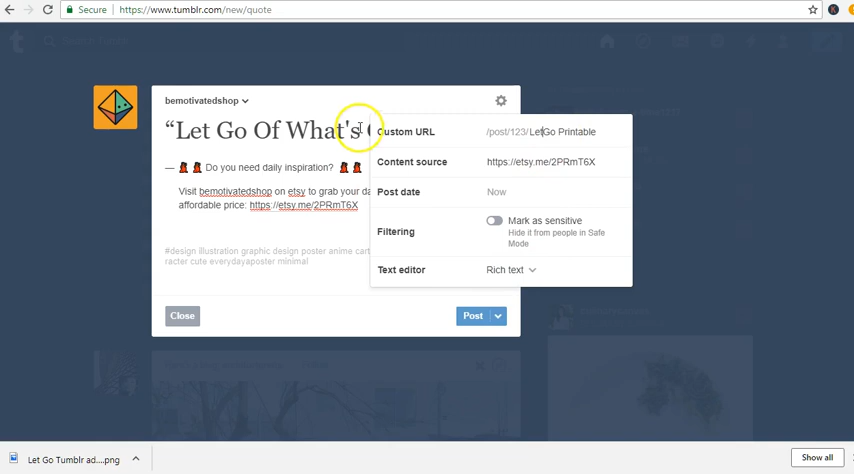 Secure
https://www.tumblr.com/new/quote
bemotivatedshop
“Let Go Of What's
— Do you need daily inspiration?
Visit bemotivatedshop on etsy to grab your da
affordable price: https://etsy.me/2PRmT6X
#design illustration graphic design poster anime cart
racter cute everydayaposter minimal
Close
Post
Custom URL /post/123/LetGo Printable
Content source https://etsy.me/2PRmT6X
Post date Now
Filtering Mark as sensitive
Hide it from people in Safe
Mode
Text editor Rich text
Let Go Tumblr ad....png
Show all